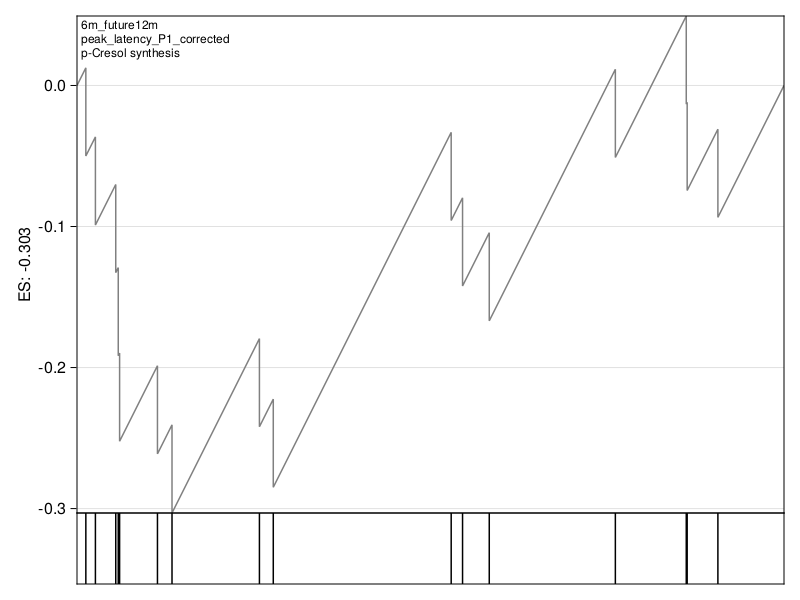 6m_future12m
peak_latency_P1_corrected
p-Cresol synthesis
0.0
-0.1
-0.2
-0.3
ES: -0.303